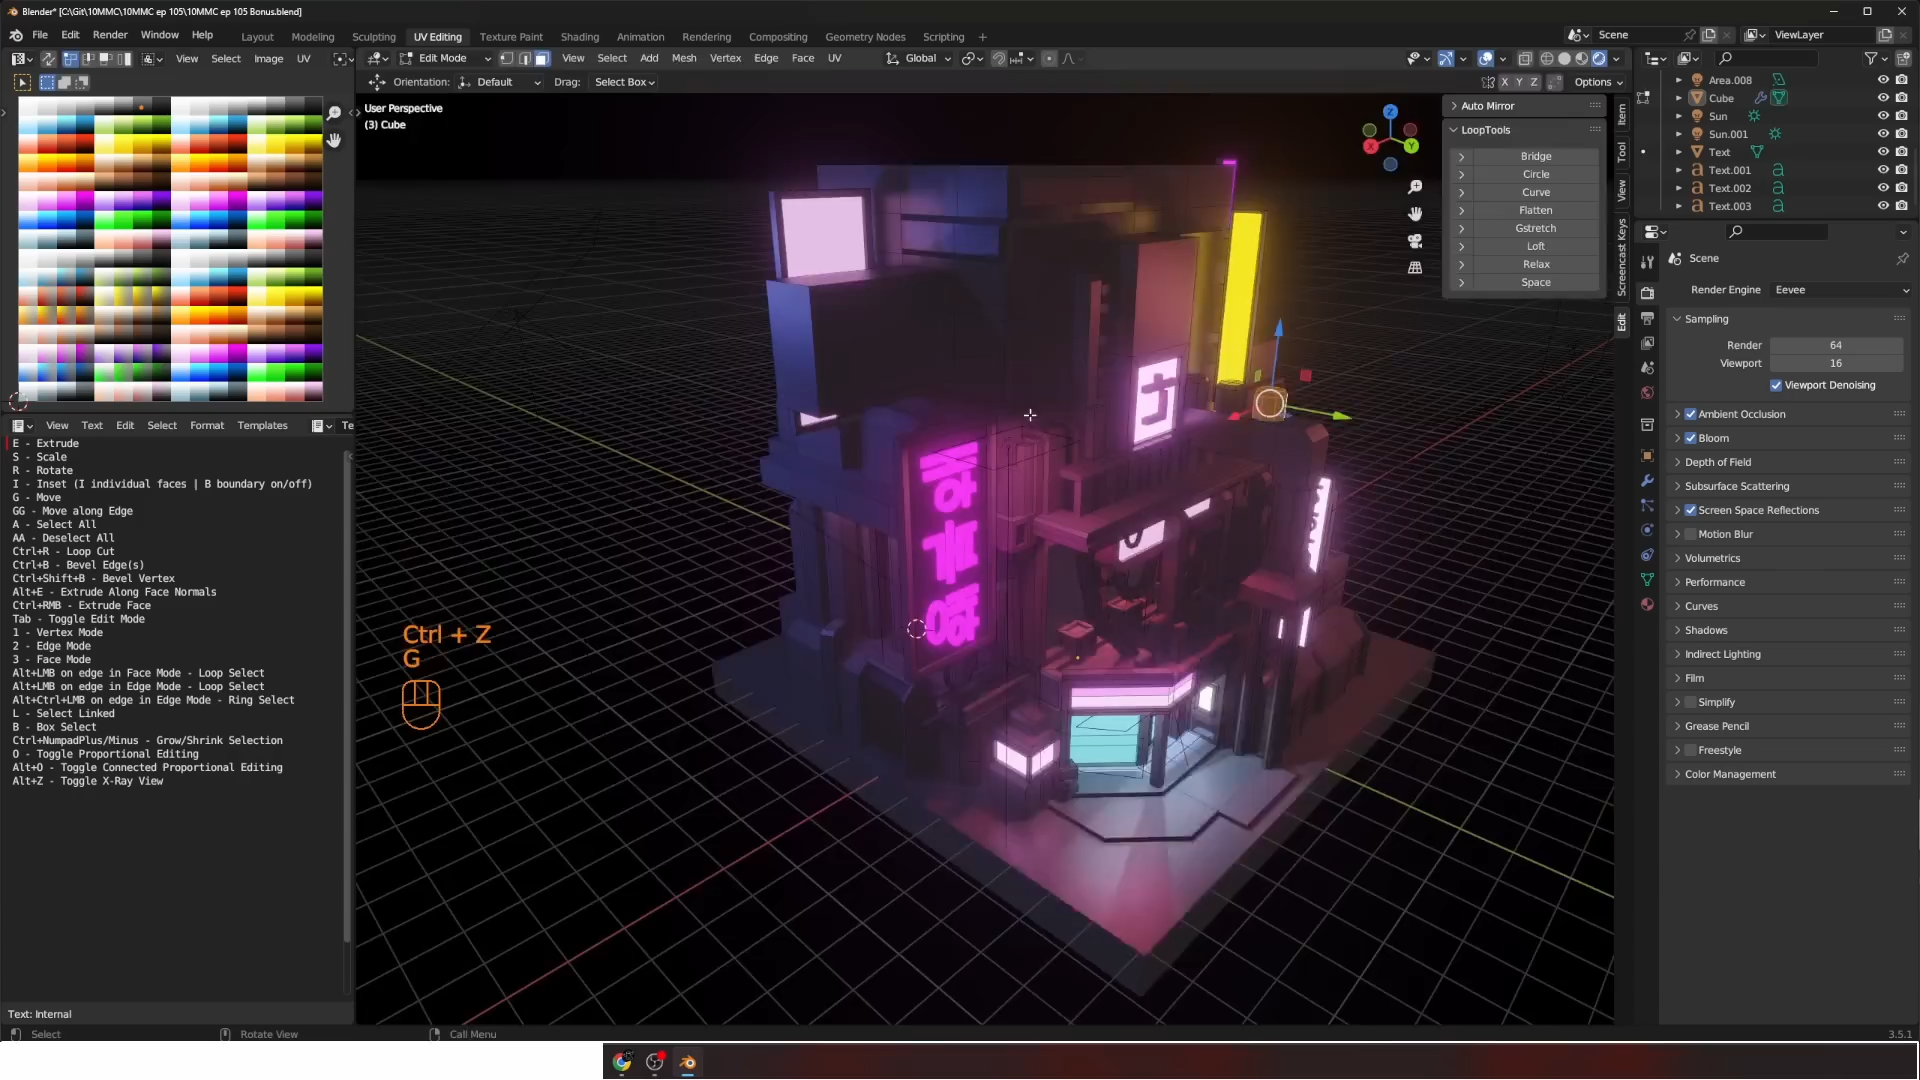 Blender* [C:\Git\10MMC\10MMC ep 105\10MMC ep 105 Bonus.blend]
File Edit Render Window Help
Layout Modeling Sculpting UV Editing Texture Paint Shading Animation Rendering Compositing Geometry Nodes Scripting +
Scene
ViewLayer
View Select Image UV
Edit Mode
View Select Add Mesh Vertex Edge Face UV
Global
Orientation: Default
Drag: Select Box
X Y Z
Options
User Perspective
(3) Cube
Z
X
Y
Auto Mirror
LoopTools
Bridge
Circle
Curve
Flatten
Gstretch
Loft
Relax
Space
Item
Tool
View
Screencast Keys
Edit
Area.008
Cube
Sun
Sun.001
Text
Text.001
Text.002
Text.003
Scene
Render Engine Eevee
Sampling
Render 64
Viewport 16
Viewport Denoising
Ambient Occlusion
Bloom
Depth of Field
Subsurface Scattering
Screen Space Reflections
Motion Blur
Volumetrics
Performance
Curves
Shadows
Indirect Lighting
Film
Simplify
Grease Pencil
Freestyle
Color Management
View Text Edit Select Format Templates
Te
E - Extrude
S - Scale
R - Rotate
I - Inset (I individual faces | B boundary on/off)
G - Move
GG - Move along Edge
A - Select All
AA - Deselect All
Ctrl+R - Loop Cut
Ctrl+B - Bevel Edge(s)
Ctrl+Shift+B - Bevel Vertex
Alt+E - Extrude Along Face Normals
Ctrl+RMB - Extrude Face
Tab - Toggle Edit Mode
1 - Vertex Mode
2 - Edge Mode
3 - Face Mode
Alt+LMB on edge in Face Mode - Loop Select
Alt+LMB on edge in Edge Mode - Loop Select
Alt+Ctrl+LMB on edge in Edge Mode - Ring Select
L - Select Linked
B - Box Select
Ctrl+NumpadPlus/Minus - Grow/Shrink Selection
O - Toggle Proportional Editing
Alt+O - Toggle Connected Proportional Editing
Alt+Z - Toggle X-Ray View
Ctrl + Z
G
Text: Internal
Select
Rotate View
Call Menu
3.5.1